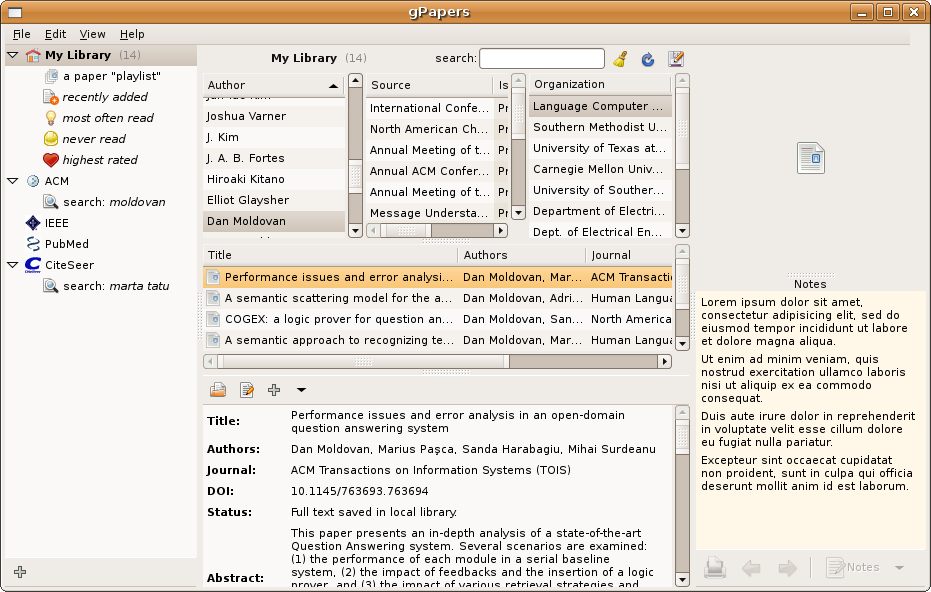 gPapers
File Edit View Help
My Library (14)
a paper "playlist"
recently added
most often read
never read
highest rated
ACM
search: moldovan
IEEE
PubMed
CiteSeer
search: marta tatu
My Library (14) search:
Author
Joshua Varner
J. Kim
J. A. B. Fortes
Hiroaki Kitano
Elliot Glaysher
Dan Moldovan
Source Is
International Confe... Pr
North American Ch... Pr
Annual Meeting of t... Pr
Annual ACM Confer... Pr
Annual Meeting of t... Pr
Message Understa... Pr
Organization
Language Computer ...
Southern Methodist U...
University of Texas at...
Carnegie Mellon Univ...
University of Souther...
Department of Electri...
Dept. of Electrical En...
Title Authors Journal
Performance issues and error analysi... Dan Moldovan, Mar... ACM Transacti
A semantic scattering model for the a... Dan Moldovan, Adri... Human Langua
COGEX: a logic prover for question an... Dan Moldovan, San... North America
A semantic approach to recognizing te... Dan Moldovan, Mar... Human Langua
Title: Performance issues and error analysis in an open-domain
question answering system
Authors: Dan Moldovan, Marius Paşca, Sanda Harabagiu, Mihai Surdeanu
Journal: ACM Transactions on Information Systems (TOIS)
DOI: 10.1145/763693.763694
Status: Full text saved in local library.
This paper presents an in-depth analysis of a state-of-the-art
Question Answering system. Several scenarios are examined:
(1) the performance of each module in a serial baseline
system, (2) the impact of feedbacks and the insertion of a logic
Abstract: prover, and (3) the impact of various retrieval strategies and
Notes
Lorem ipsum dolor sit amet,
consectetur adipisicing elit, sed do
eiusmod tempor incididunt ut labore
et dolore magna aliqua.
Ut enim ad minim veniam, quis
nostrud exercitation ullamco laboris
nisi ut aliquip ex ea commodo
consequat.
Duis aute irure dolor in reprehenderit
in voluptate velit esse cillum dolore
eu fugiat nulla pariatur.
Excepteur sint occaecat cupidatat
non proident, sunt in culpa qui officia
deserunt mollit anim id est laborum.
Notes